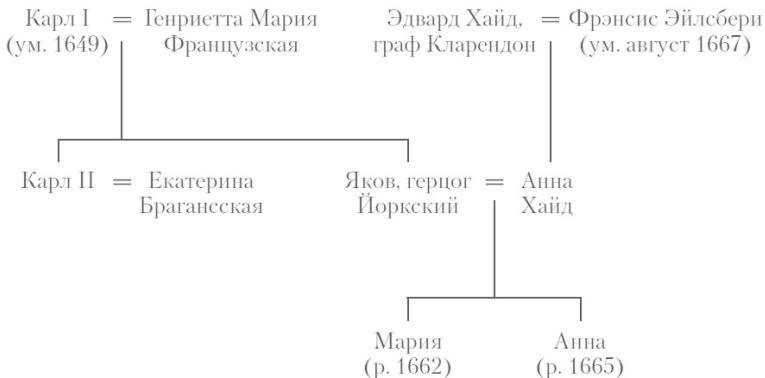 Карл I = Генриетта Мария Эдвард Хайд, = Фрэнсис Эйлсбери
(ум. 1649) Французская граф Кларендон (ум. август 1667)
Карл II = Екатерина Яков, герцог = Анна
Брагансская Йоркский Хайд
Мария Анна
(р. 1662) (р. 1665)